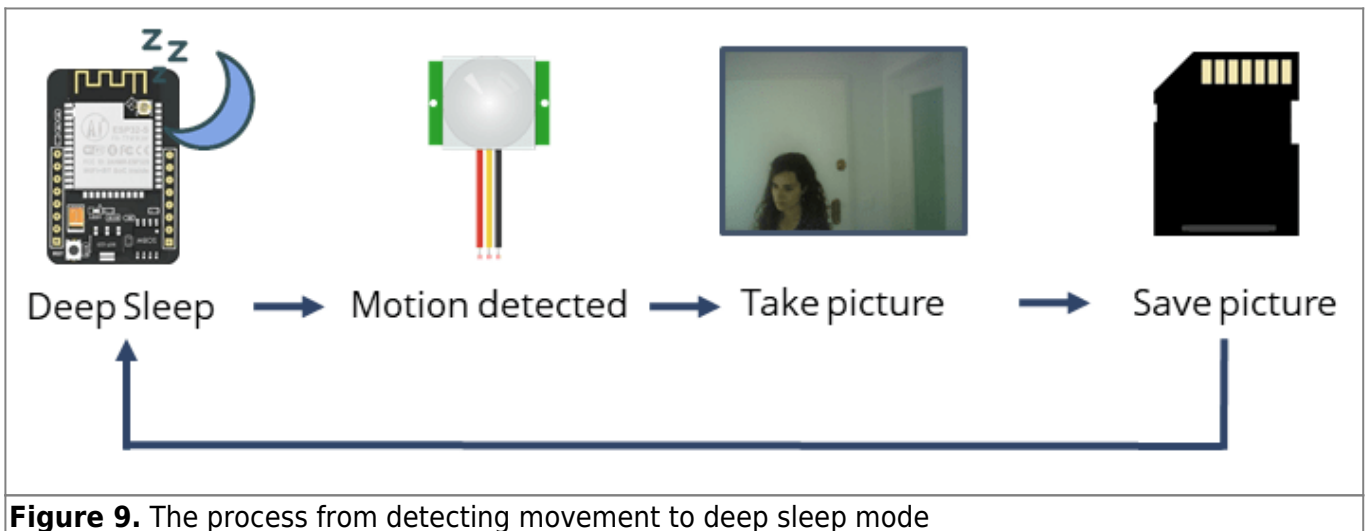 z z
z
ESP32-S
Deep Sleep
Motion detected
Take picture
Save picture
Figure 9. The process from detecting movement to deep sleep mode